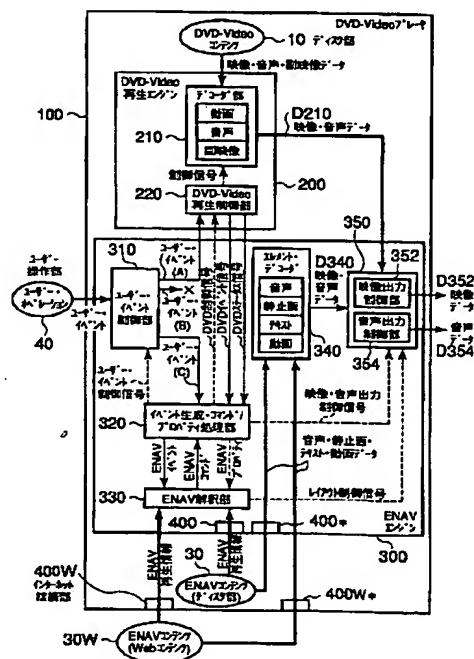 DVD-Videoプレーヤ
DVD-Video
コンテンツ
10 ディスク部
映像・音声・副映像データ
100
DVD-Video
再生エンジン
デコーダ部
動画
音声
副映像
210
D210
映像・音声データ
制御信号
220
DVD-Video
再生制御部
200
310
ユーザー
操作部
ユーザー・
オペレーション
40
ユーザー・
イベント
ユーザー・
イベント
制御部
ユーザー・
イベント
(A)
ユーザー・
イベント
(B)
ユーザー・
イベント
(C)
ユーザー・
イベント
制御信号
DVD制御信号
DVDイベント信号
DVDステータス信号
エレメント・
デコーダ
音声
静止画
テキスト
動画
340
D340
映像・
音声
データ
350
352
映像出力
制御部
音声出力
制御部
354
D352
映像
データ
音声
データ
D354
320
イベント生成・コマンド/
プロパティ処理部
映像・音声出力
制御信号
ENAV
イベント
ENAV
コマンド
ENAV
プロパティ
音声・静止画・
テキスト・動画データ
330
ENAV解釈部
レイアウト制御信号
ENAV
エンジン
300
400
400*
400W
インターネット
接続部
ENAV
再生情報
ENAV
再生情報
30
ENAVコンテンツ
(ディスク部)
400W*
30W
ENAVコンテンツ
(Webコンテンツ)